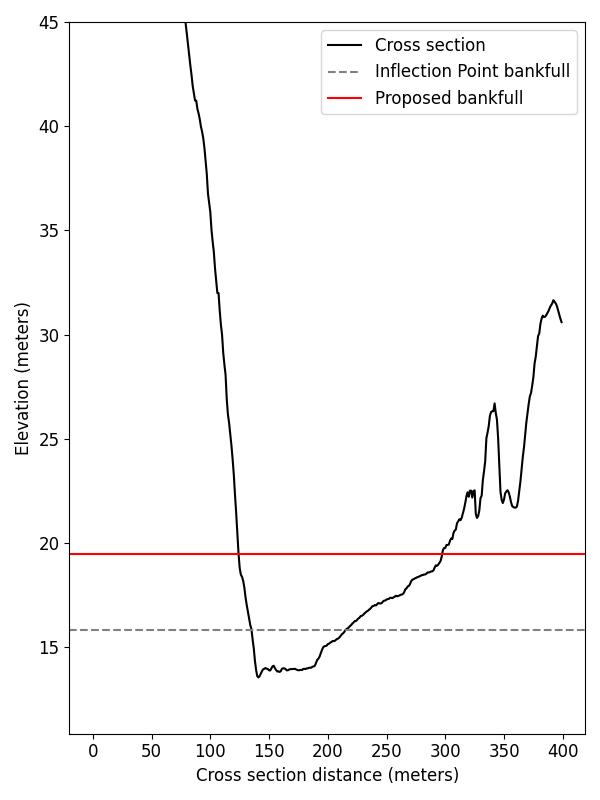 Cross section
Inflection Point bankfull
Proposed bankfull
45
40
35
30
25
20
15
Elevation (meters)
0 50 100 150 200 250 300 350 400
Cross section distance (meters)